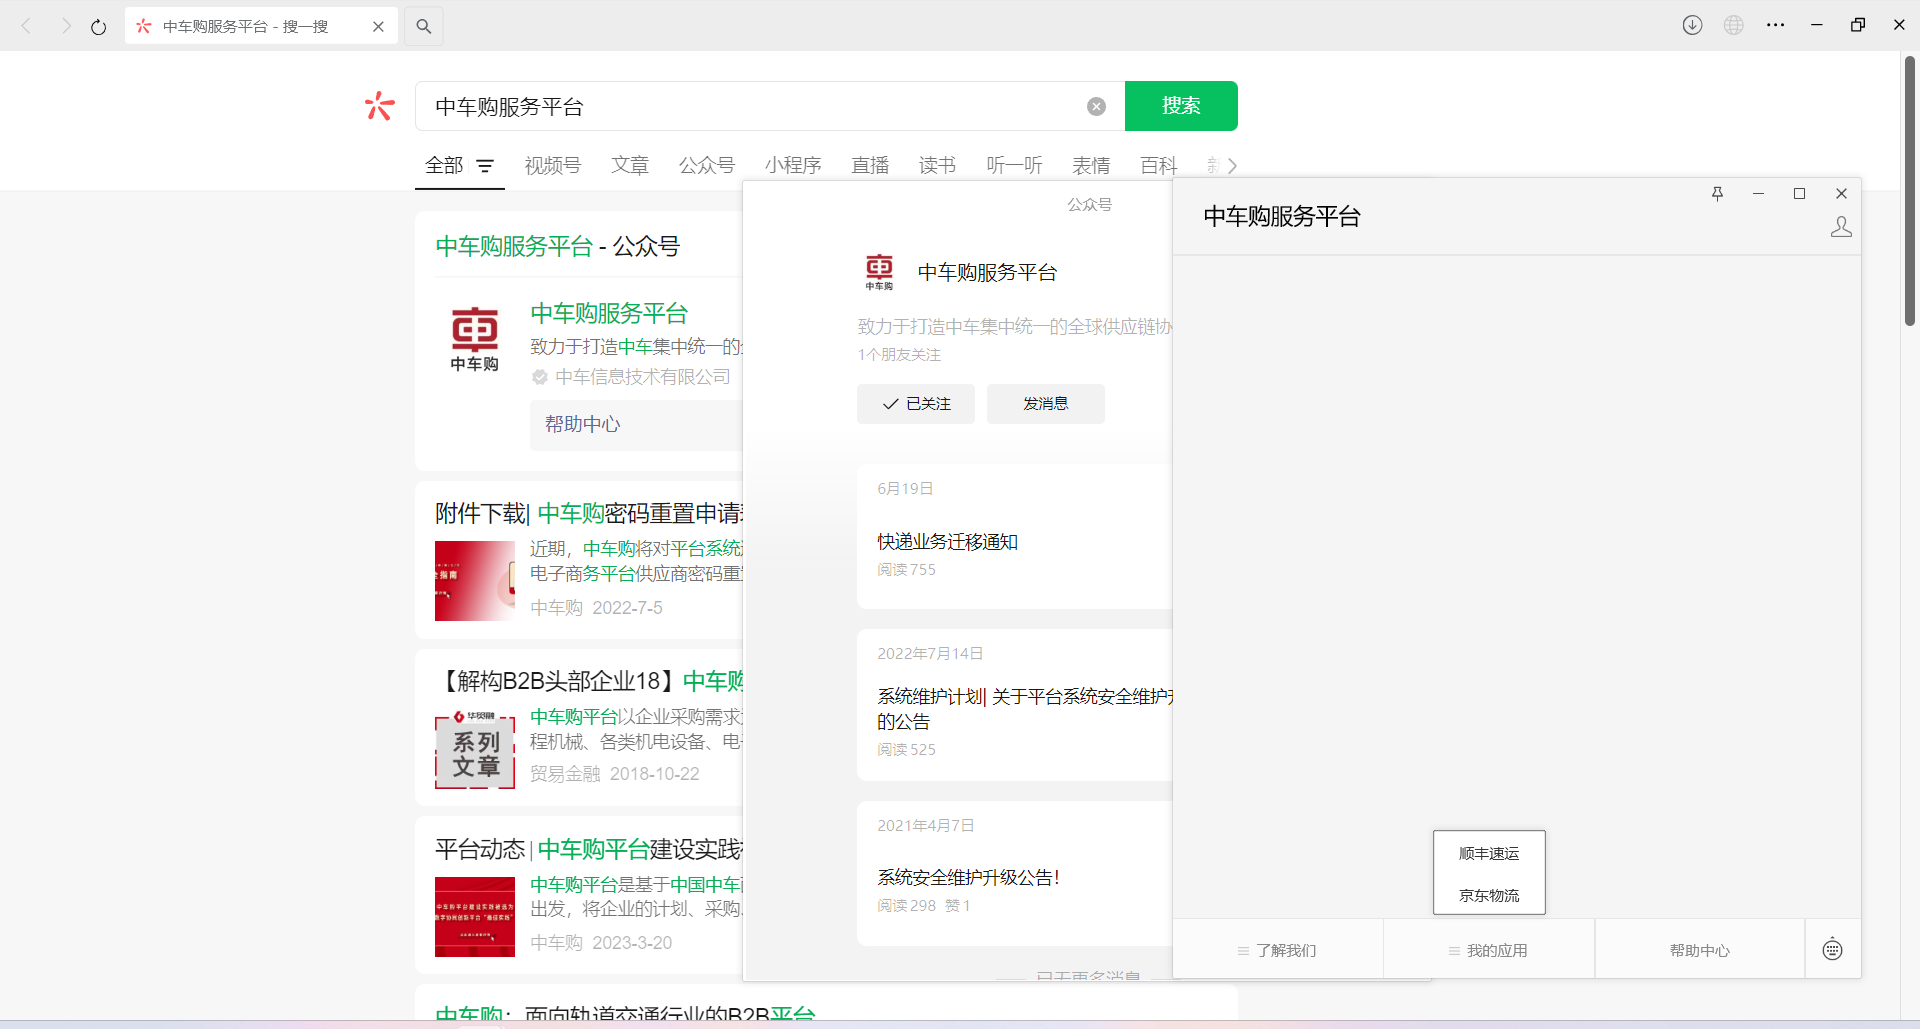 中车购服务平台 - 搜一搜
中车购服务平台
搜索
全部
视频号
文章
公众号
小程序
直播
读书
听一听
表情
百科
中车购服务平台 - 公众号
中车购
中车购服务平台
致力于打造中车集中统一的
中车信息技术有限公司
帮助中心
附件下载| 中车购密码重置申请
近期，中车购将对平台系统
电子商务平台供应商密码重
中车购 2022-7-5
【解构B2B头部企业18】中车购
华贸融
系列
文章
中车购平台以企业采购需求
程机械、各类机电设备、电
贸易金融 2018-10-22
平台动态 | 中车购平台建设实践
中车购平台是基于中国中车
出发，将企业的计划、采购、
中车购 2023-3-20
中车购：面向轨道交通行业的B2B平台
公众号
中车购
中车购服务平台
致力于打造中车集中统一的全球供应链协
1个朋友关注
已关注
发消息
6月19日
快递业务迁移通知
阅读 755
2022年7月14日
系统维护计划| 关于平台系统安全维护
的公告
阅读 525
2021年4月7日
系统安全维护升级公告！
阅读 298 赞 1
已无更多消息
中车购服务平台
顺丰速运
京东物流
了解我们
我的应用
帮助中心